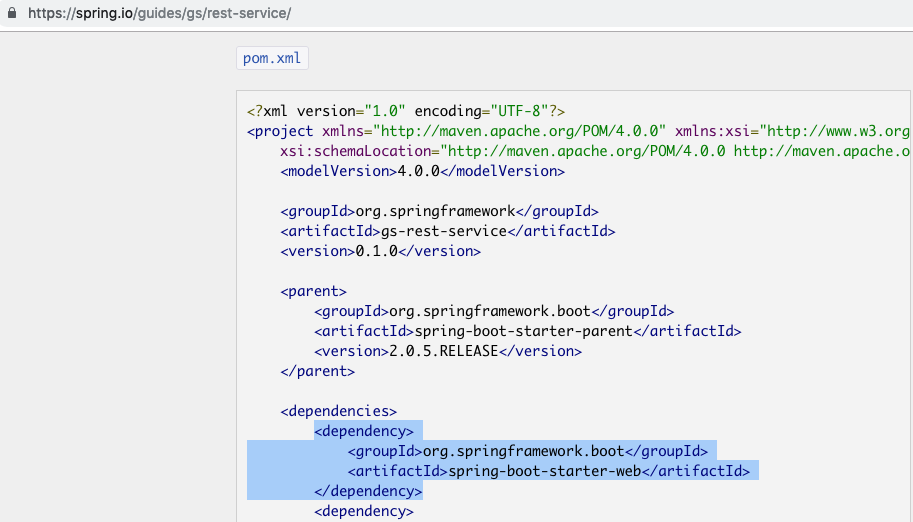 https://spring.io/guides/gs/rest-service/
pom.xml
<?xml version="1.0" encoding="UTF-8"?>
<project xmlns="http://maven.apache.org/POM/4.0.0" xmlns:xsi="http://www.w3.org
xsi:schemaLocation="http://maven.apache.org/POM/4.0.0 http://maven.apache.o
<modelVersion>4.0.0</modelVersion>
<groupId>org.springframework</groupId>
<artifactId>gs-rest-service</artifactId>
<version>0.1.0</version>
<parent>
<groupId>org.springframework.boot</groupId>
<artifactId>spring-boot-starter-parent</artifactId>
<version>2.0.5.RELEASE</version>
</parent>
<dependencies>
<dependency>
<groupId>org.springframework.boot</groupId>
<artifactId>spring-boot-starter-web</artifactId>
</dependency>
<dependency>